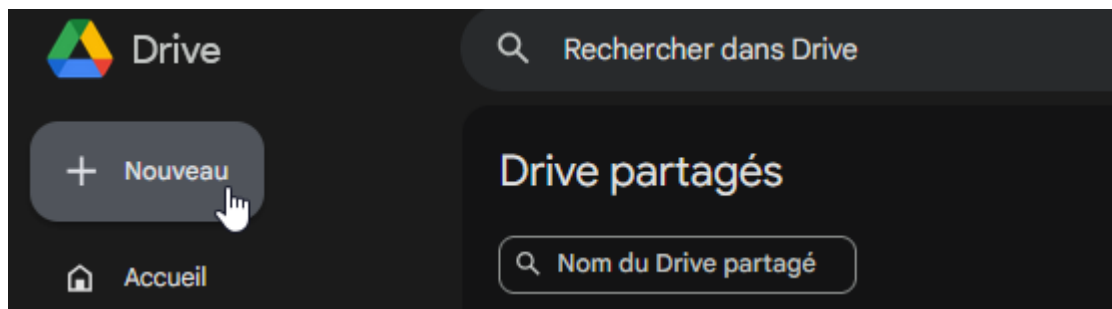 Drive
Rechercher dans Drive
Nouveau
Drive partagés
Accueil
Nom du Drive partagé